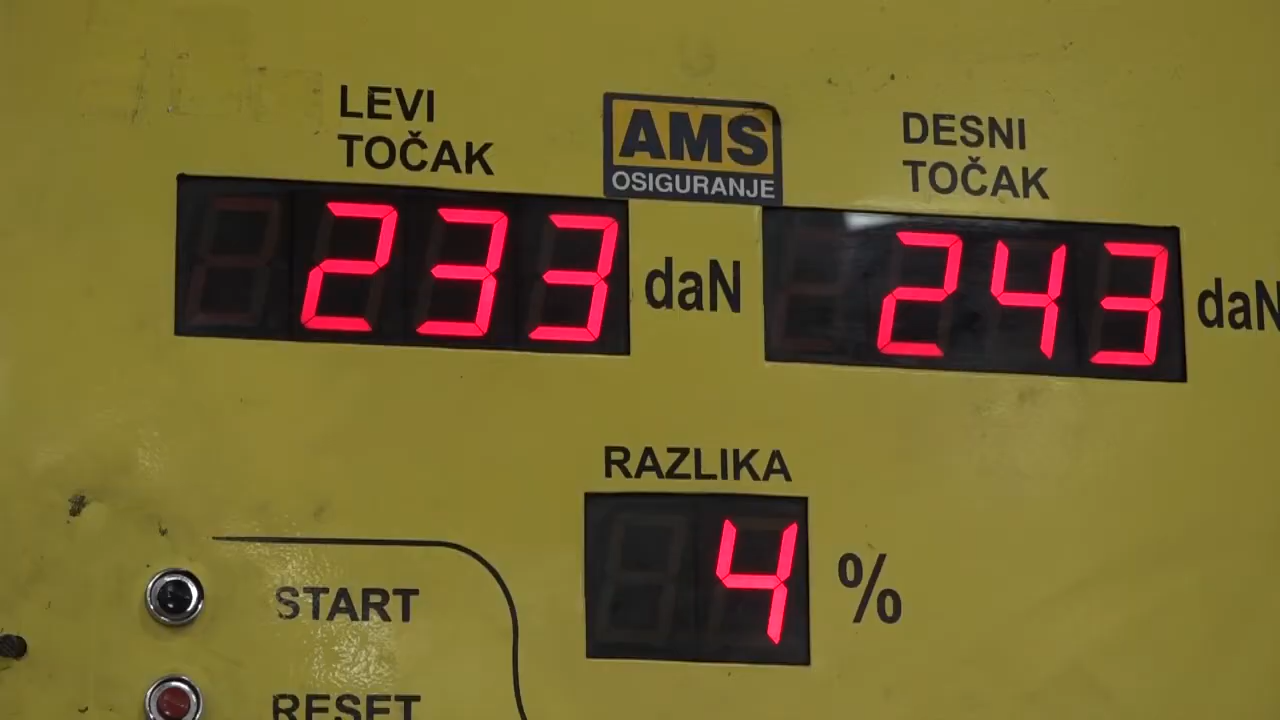 LEVI
TOČAK
AMS
OSIGURANJE
DESNI
TOČAK
233 daN
243 daN
RAZLIKA
4 %
START
RESET